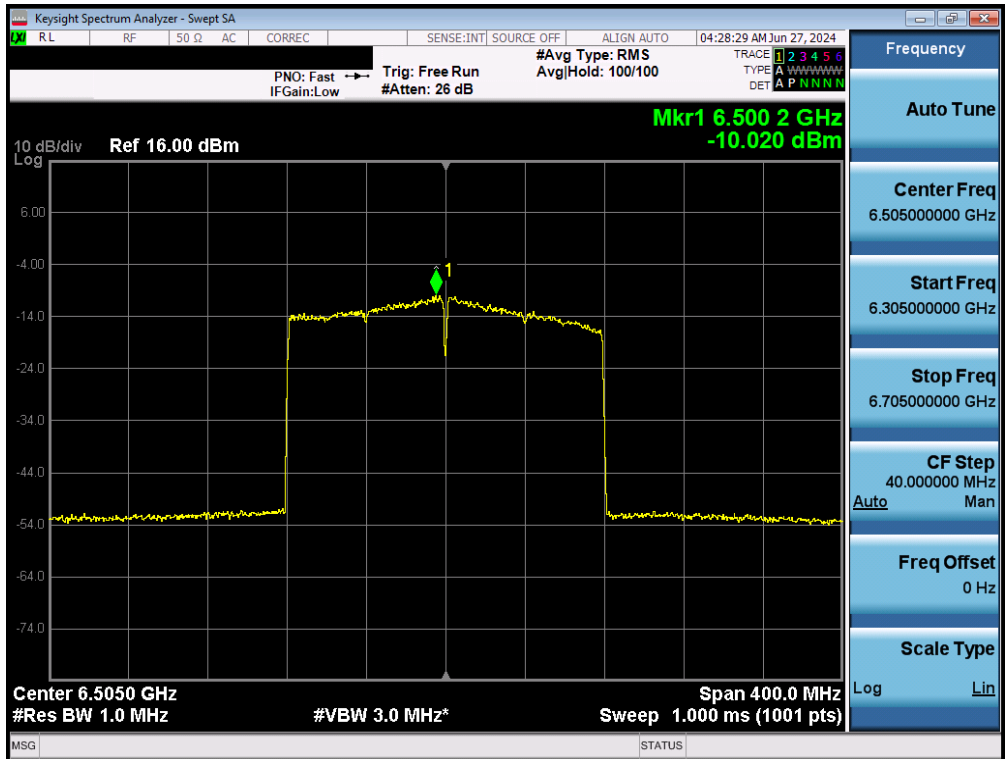 Keysight Spectrum Analyzer - Swept SA
LXI RL RF 50 Ω AC CORREC SENSE:INT SOURCE OFF ALIGN AUTO 04:28:29 AM Jun 27, 2024
#Avg Type: RMS TRACE 1 2 3 4 5 6
PNO: Fast Trig: Free Run Avg|Hold: 100/100 TYPE A WWWWW
IFGain:Low #Atten: 26 dB DET A P N N N N
Mkr1 6.500 2 GHz
-10.020 dBm
10 dB/div Ref 16.00 dBm
Log
6.00
-4.00
1
-14.0
-24.0
-34.0
-44.0
-54.0
-64.0
-74.0
Center 6.5050 GHz Span 400.0 MHz
#Res BW 1.0 MHz #VBW 3.0 MHz* Sweep 1.000 ms (1001 pts)
MSG STATUS
Frequency
Auto Tune
Center Freq
6.505000000 GHz
Start Freq
6.305000000 GHz
Stop Freq
6.705000000 GHz
CF Step
40.000000 MHz
Auto Man
Freq Offset
0 Hz
Scale Type
Log Lin